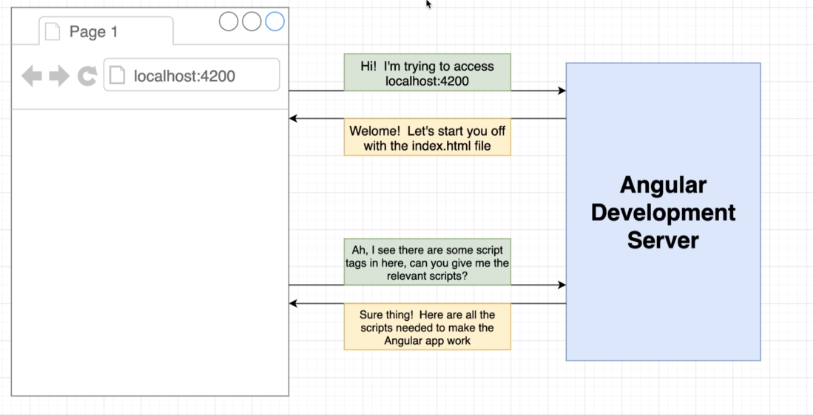 Page 1
localhost:4200
Hi! I'm trying to access
localhost:4200
Welome! Let's start you off
with the index.html file
Angular
Development
Server
Ah, I see there are some script
tags in here, can you give me the
relevant scripts?
Sure thing! Here are all the
scripts needed to make the
Angular app work